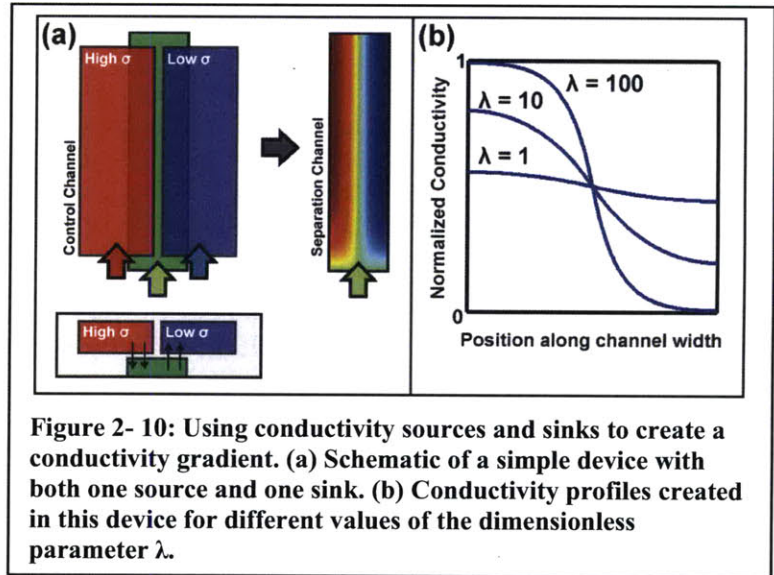 (a)
High σ
Low σ
Control Channel
Separation Channel
High σ
Low σ
(b)
1
λ = 100
λ = 10
λ = 1
Normalized Conductivity
0
Position along channel width
Figure 2- 10: Using conductivity sources and sinks to create a
conductivity gradient. (a) Schematic of a simple device with
both one source and one sink. (b) Conductivity profiles created
in this device for different values of the dimensionless
parameter λ.